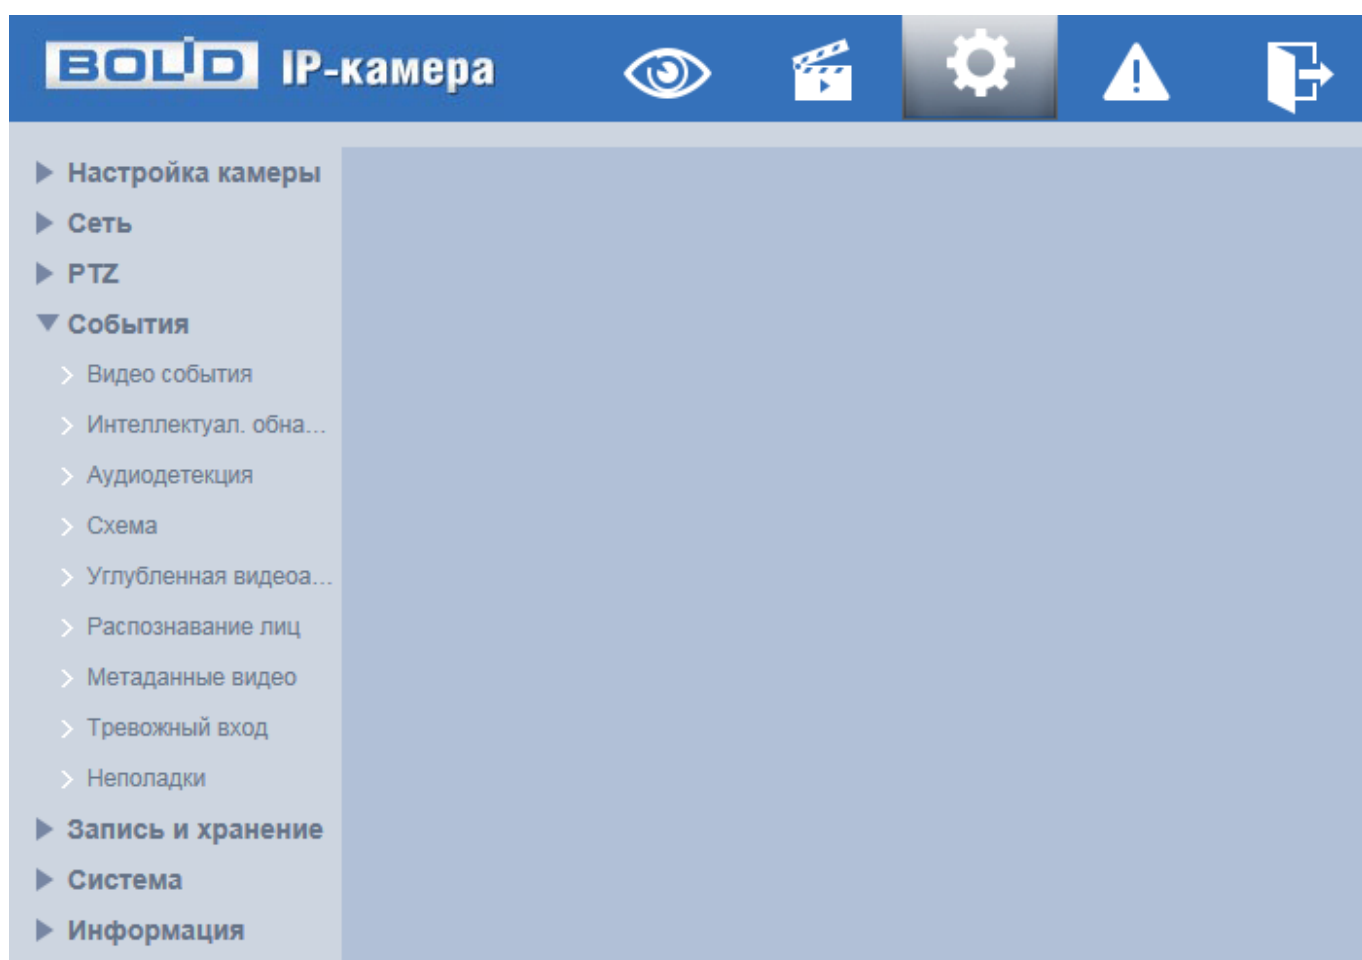 BOLID IP-камера
Настройка камеры
Сеть
PTZ
События
Видео события
Интеллектуал. обна...
Аудиодетекция
Схема
Углубленная видеоа...
Распознавание лиц
Метаданные видео
Тревожный вход
Неполадки
Запись и хранение
Система
Информация